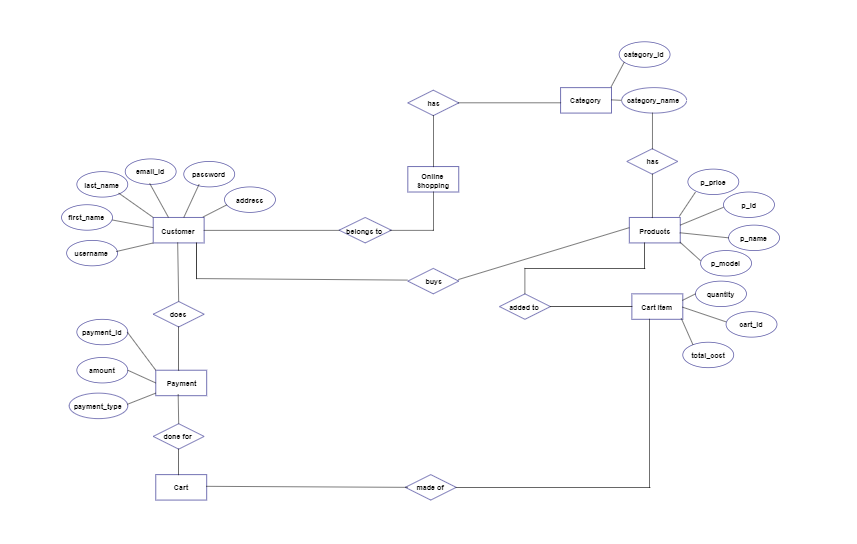 category_id
has
Category
category_name
email_id
password
has
Online
Shopping
last_name
p_price
address
p_id
first_name
Customer
belongs to
Products
p_name
username
p_model
buys
quantity
does
added to
Cart Item
cart_id
payment_id
total_cost
amount
Payment
payment_type
done for
Cart
made of